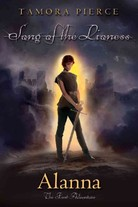 TAMORA PIERCE
Song of the Lioness
Alanna
The First Adventure